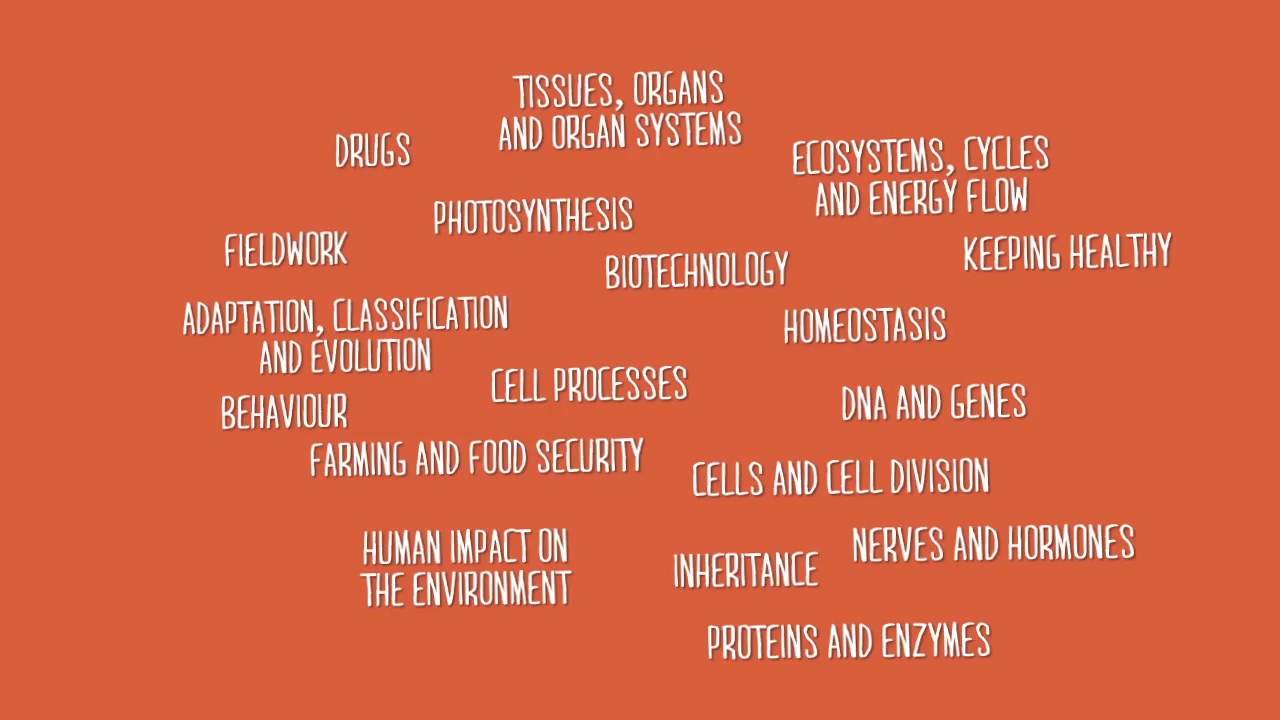 TISSUES, ORGANS
AND ORGAN SYSTEMS
DRUGS
ECOSYSTEMS, CYCLES
AND ENERGY FLOW
PHOTOSYNTHESIS
FIELDWORK
KEEPING HEALTHY
BIOTECHNOLOGY
ADAPTATION, CLASSIFICATION
AND EVOLUTION
HOMEOSTASIS
CELL PROCESSES
DNA AND GENES
BEHAVIOUR
FARMING AND FOOD SECURITY
CELLS AND CELL DIVISION
HUMAN IMPACT ON
THE ENVIRONMENT
NERVES AND HORMONES
INHERITANCE
PROTEINS AND ENZYMES